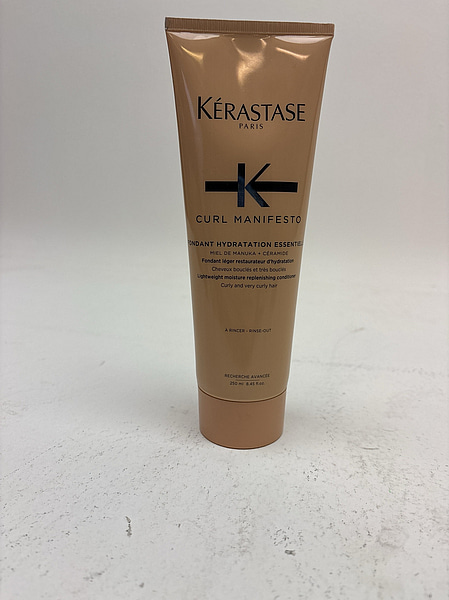 KÉRASTASE
PARIS
K
CURL MANIFESTO
FONDANT HYDRATATION ESSENTIELLE
MIEL DE MANUKA + CÉRAMIDE
Fondant léger restaurateur d'hydratation
Cheveux bouclés et très bouclés
Lightweight moisture replenishing conditioner
Curly and very curly hair
À RINCER - RINSE-OUT
RECHERCHE AVANCÉE
250 ml 8.45 fl.oz.